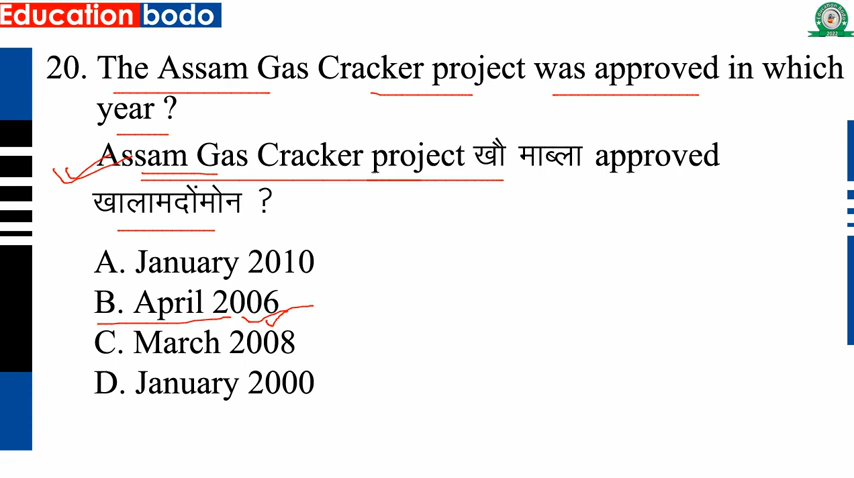 Education bodo
20. The Assam Gas Cracker project was approved in which
year ?
Assam Gas Cracker project खौ माब्ला approved
खालामदोंमोन ?
A. January 2010
B. April 2006
C. March 2008
D. January 2000